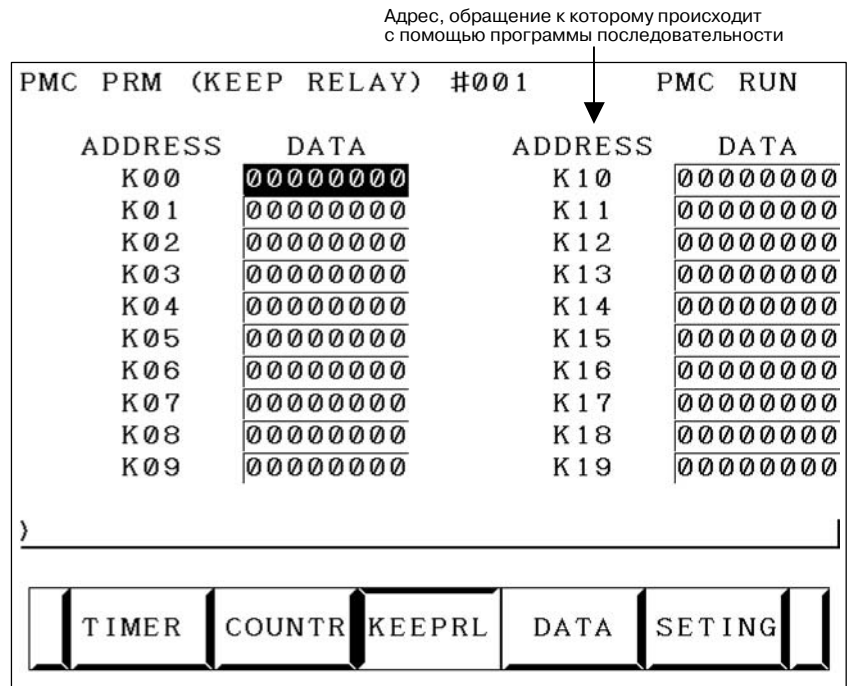 Адрес, обращение к которому происходит
с помощью программы последовательности
PMC PRM (KEEP RELAY) #001 PMC RUN
ADDRESS DATA ADDRESS DATA
K00 00000000 K10 00000000
K01 00000000 K11 00000000
K02 00000000 K12 00000000
K03 00000000 K13 00000000
K04 00000000 K14 00000000
K05 00000000 K15 00000000
K06 00000000 K16 00000000
K07 00000000 K17 00000000
K08 00000000 K18 00000000
K09 00000000 K19 00000000
)
TIMER COUNTR KEEPRL DATA SETING